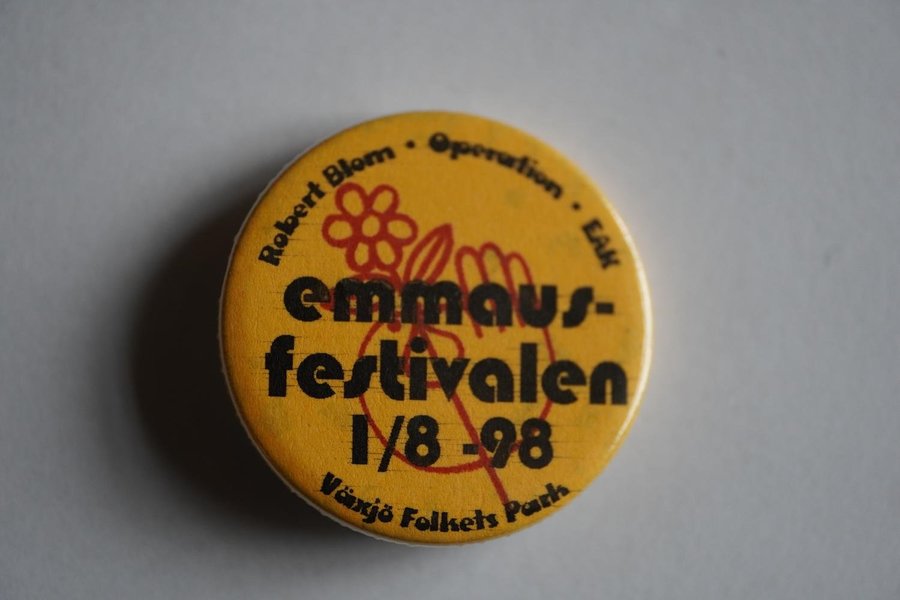 Robert Blom • Operation • EAK
emmaus-
festivalen
1/8 -98
Växjö Folkets Park